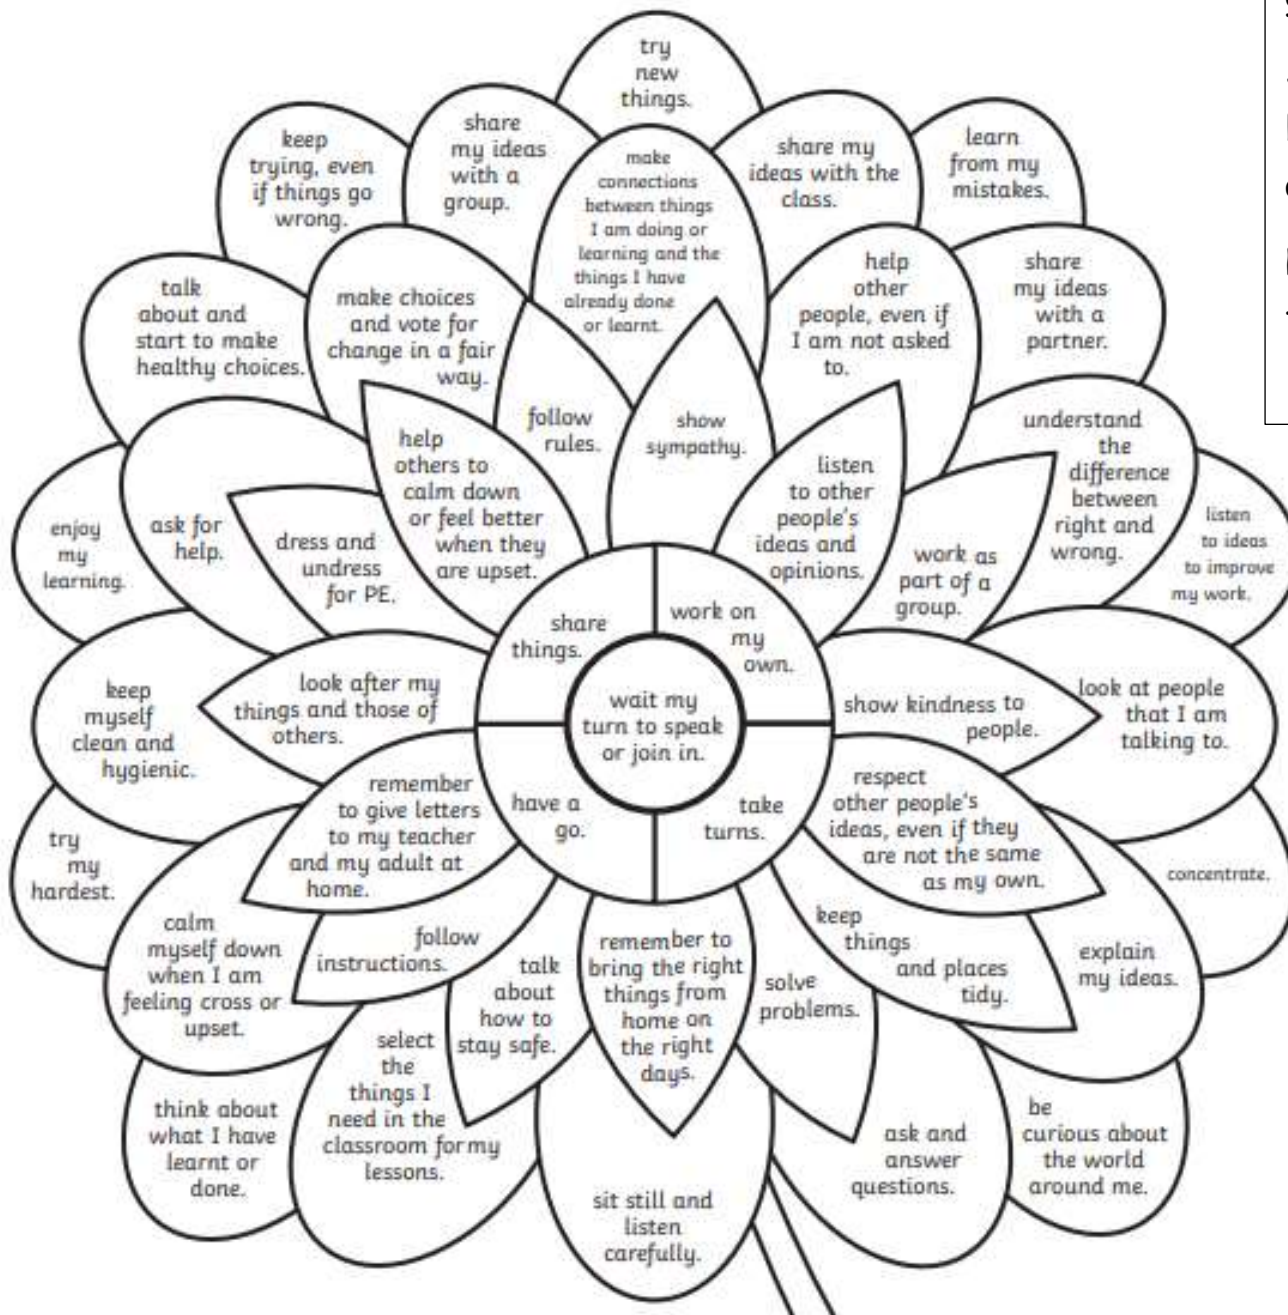 try
new
things.
keep
trying, even
if things go
wrong.
share
my ideas
with a
group.
make
connections
between things
I am doing or
learning and the
things I have
already done
or learnt.
share my
ideas with the
class.
learn
from my
mistakes.
talk
about and
start to make
healthy choices.
make choices
and vote for
change in a fair
way.
help
other
people, even if
I am not asked
to.
share
my ideas
with a
partner.
follow
rules.
show
sympathy.
help
others to
calm down
or feel better
when they
are upset.
listen
to other
people's
ideas and
opinions.
understand
the
difference
between
right and
wrong.
enjoy
my
learning.
ask for
help.
dress and
undress
for PE.
work as
part of a
group.
listen
to ideas
to improve
my work.
share
things.
work on
my
own.
keep
myself
clean and
hygienic.
look after my
things and those of
others.
wait my
turn to speak
or join in.
show kindness to
people.
look at people
that I am
talking to.
have a
go.
take
turns.
remember
to give letters
to my teacher
and my adult at
home.
respect
other people's
ideas, even if they
are not the same
as my own.
try
my
hardest.
concentrate.
calm
myself down
when I am
feeling cross or
upset.
follow
instructions.
talk
about
how to
stay safe.
remember to
bring the right
things from
home on
the right
days.
solve
problems.
keep
things
and places
tidy.
explain
my ideas.
think about
what I have
learnt or
done.
select
the
things I
need in the
classroom for my
lessons.
sit still and
listen
carefully.
ask and
answer
questions.
be
curious about
the world
around me.